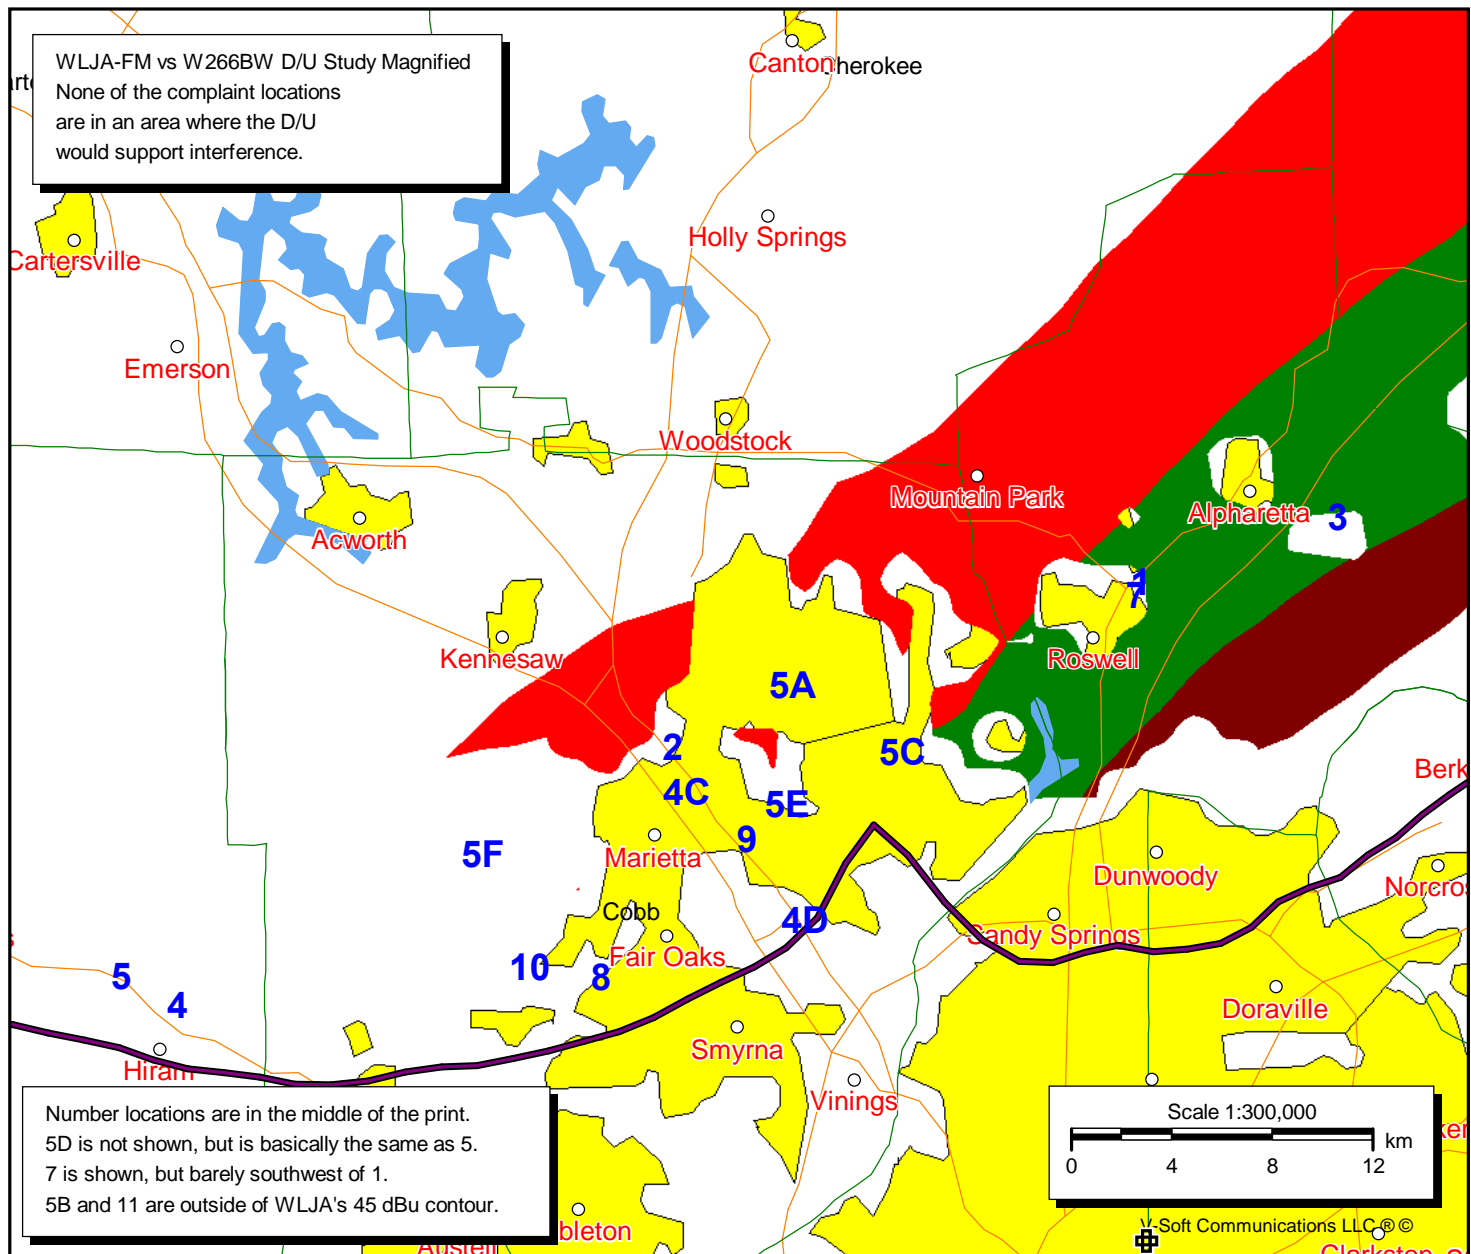 WLJA-FM vs W266BW D/U Study Magnified
None of the complaint locations
are in an area where the D/U
would support interference.
Canton
Cherokee
Holly Springs
Cartersville
Emerson
Woodstock
Mountain Park
Alpharetta
3
Acworth
1
7
Kennesaw
Roswell
5A
2
5C
4C
5E
9
Marietta
5F
Dunwoody
Cobb
4D
Sandy Springs
Fair Oaks
10
8
5
4
Doraville
Smyrna
Hiram
Vinings
Number locations are in the middle of the print.
5D is not shown, but is basically the same as 5.
7 is shown, but barely southwest of 1.
5B and 11 are outside of WLJA's 45 dBu contour.
Scale 1:300,000
km
0 4 8 12
bleton
Austell
V-Soft Communications LLC ® ©
Berk
Norcros